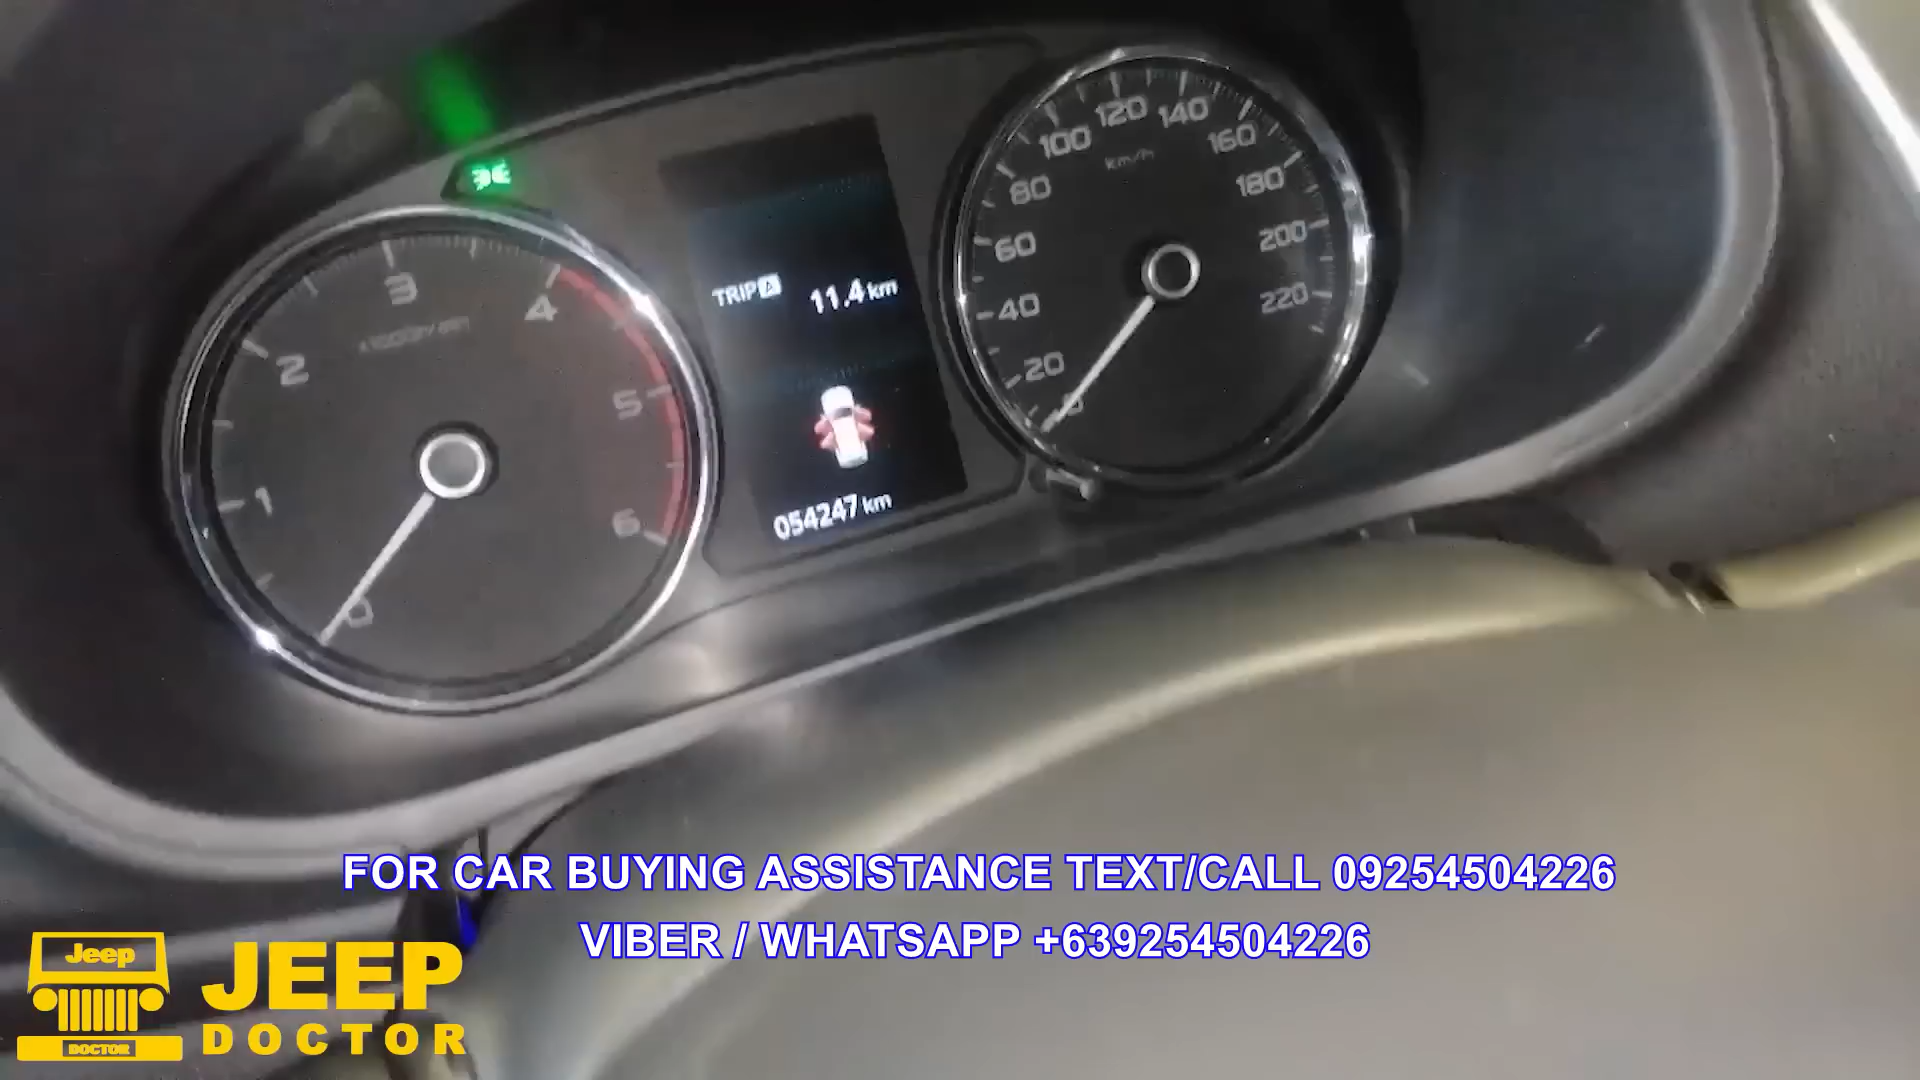 120
140
100
160
km/h
80
180
60
200
3
TRIP A
11.4 km
4
40
220
2
20
5
0
1
054247 km
6
0
FOR CAR BUYING ASSISTANCE TEXT/CALL 09254504226
VIBER / WHATSAPP +639254504226
Jeep
JEEP
DOCTOR
DOCTOR